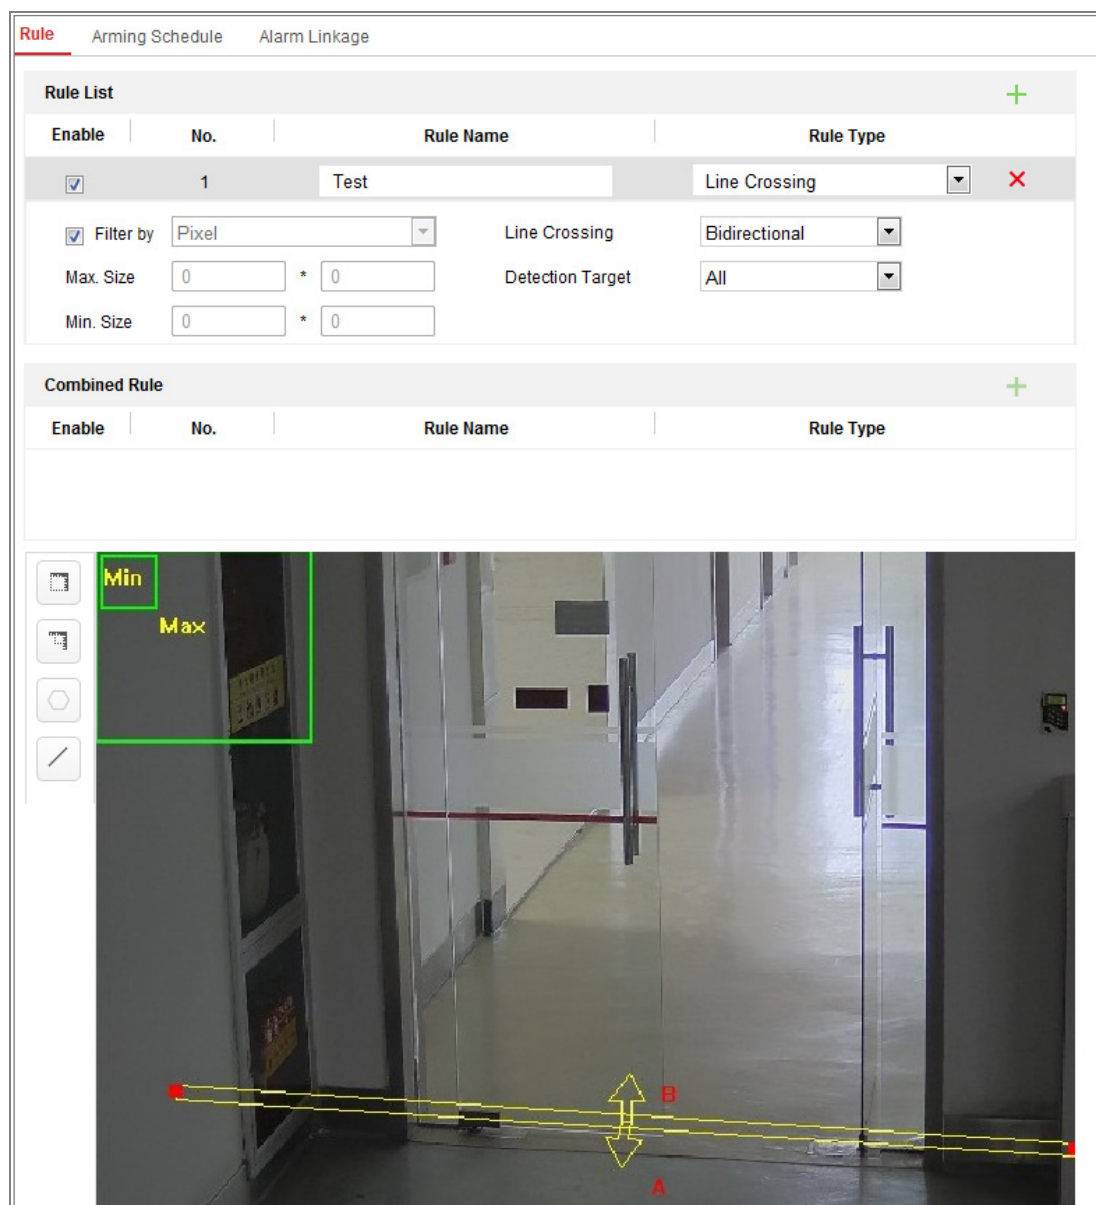 Rule Arming Schedule Alarm Linkage
Rule List
Enable No. Rule Name Rule Type
1 Test Line Crossing
Filter by Pixel Line Crossing Bidirectional
Max. Size 0 * 0 Detection Target All
Min. Size 0 * 0
Combined Rule
Enable No. Rule Name Rule Type
Min
Max
B
A